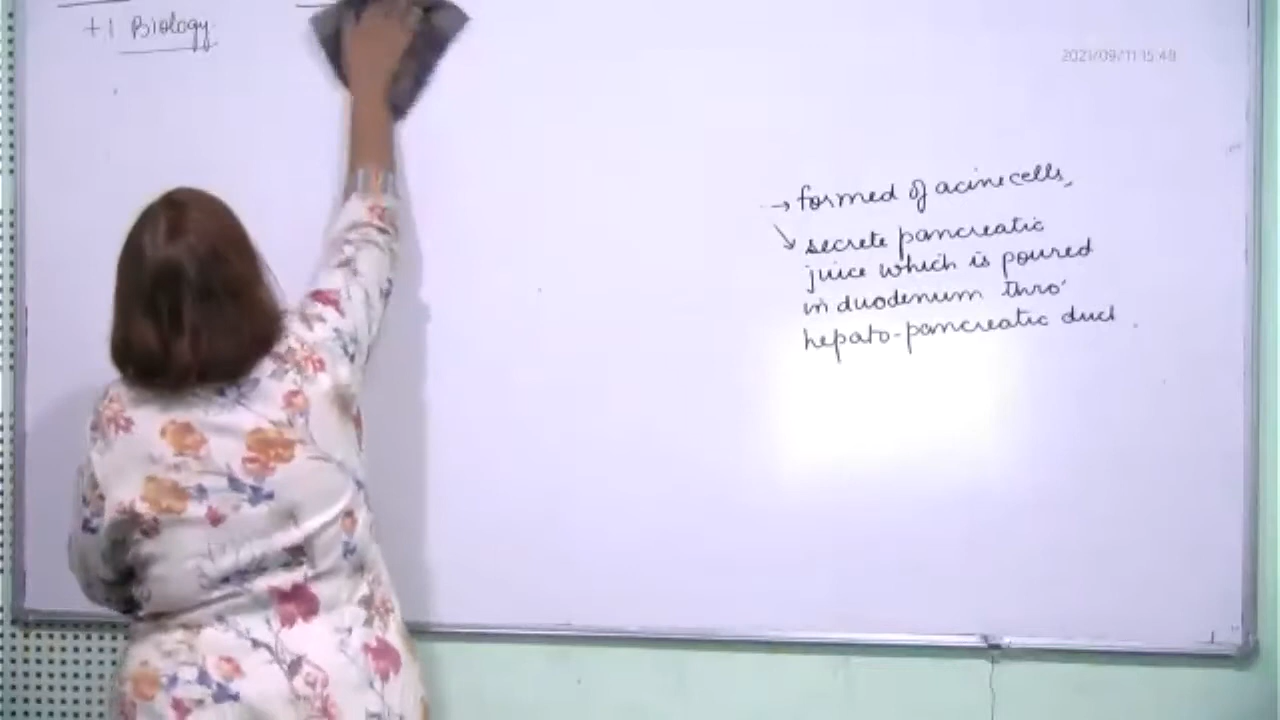 +1 Biology
2021/09/11 15:49
→ formed of acine cells,
↘ secrete pancreatic
juice which is poured
in duodenum thro'
hepato-pancreatic duct.